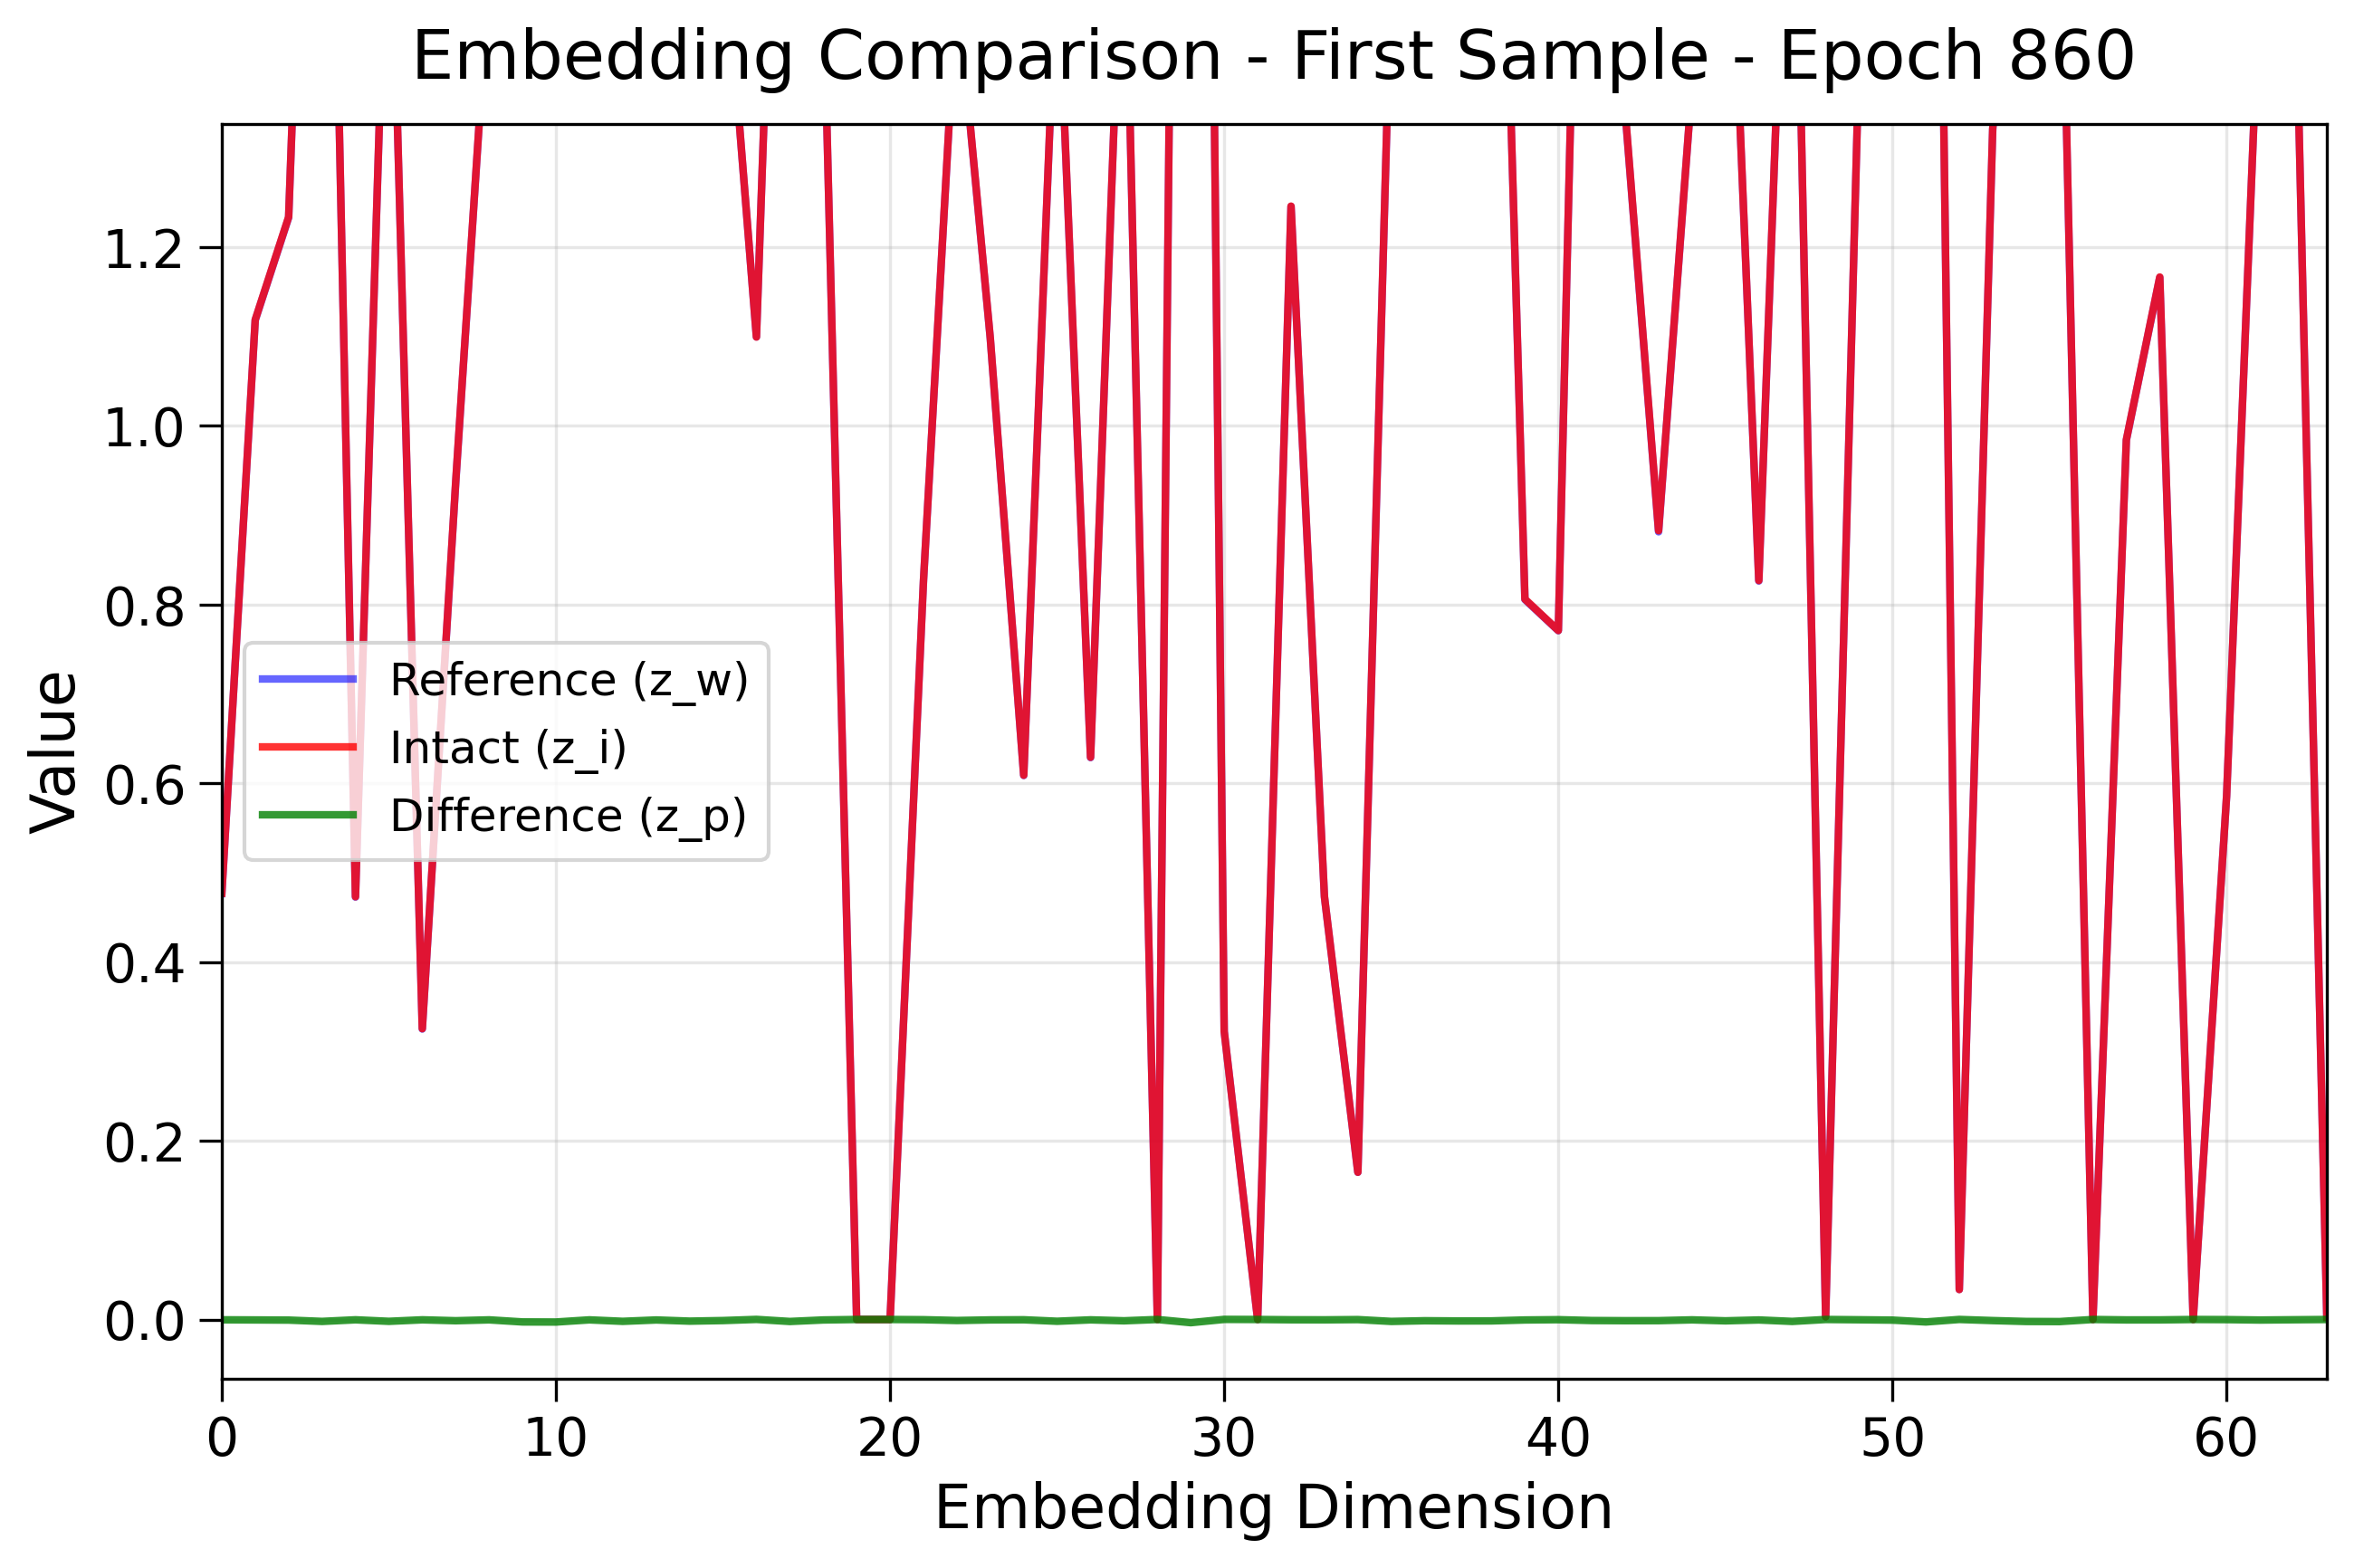 Embedding Comparison - First Sample - Epoch 860
Value
1.2
1.0
0.8
0.6
0.4
0.2
0.0
Reference (z_w)
Intact (z_i)
Difference (z_p)
0 10 20 30 40 50 60
Embedding Dimension